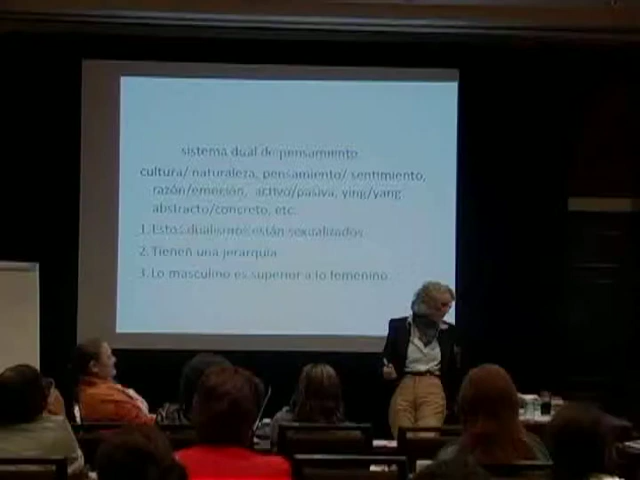 sistema dual de pensamiento
cultura/ naturaleza, pensamiento/ sentimiento,
razón/emoción, activo/pasiva, ying/yang
abstracto/concreto, etc.
1. Estos dualismos están sexualizados
2. Tienen una jerarquía
3. Lo masculino es superior a lo femenino